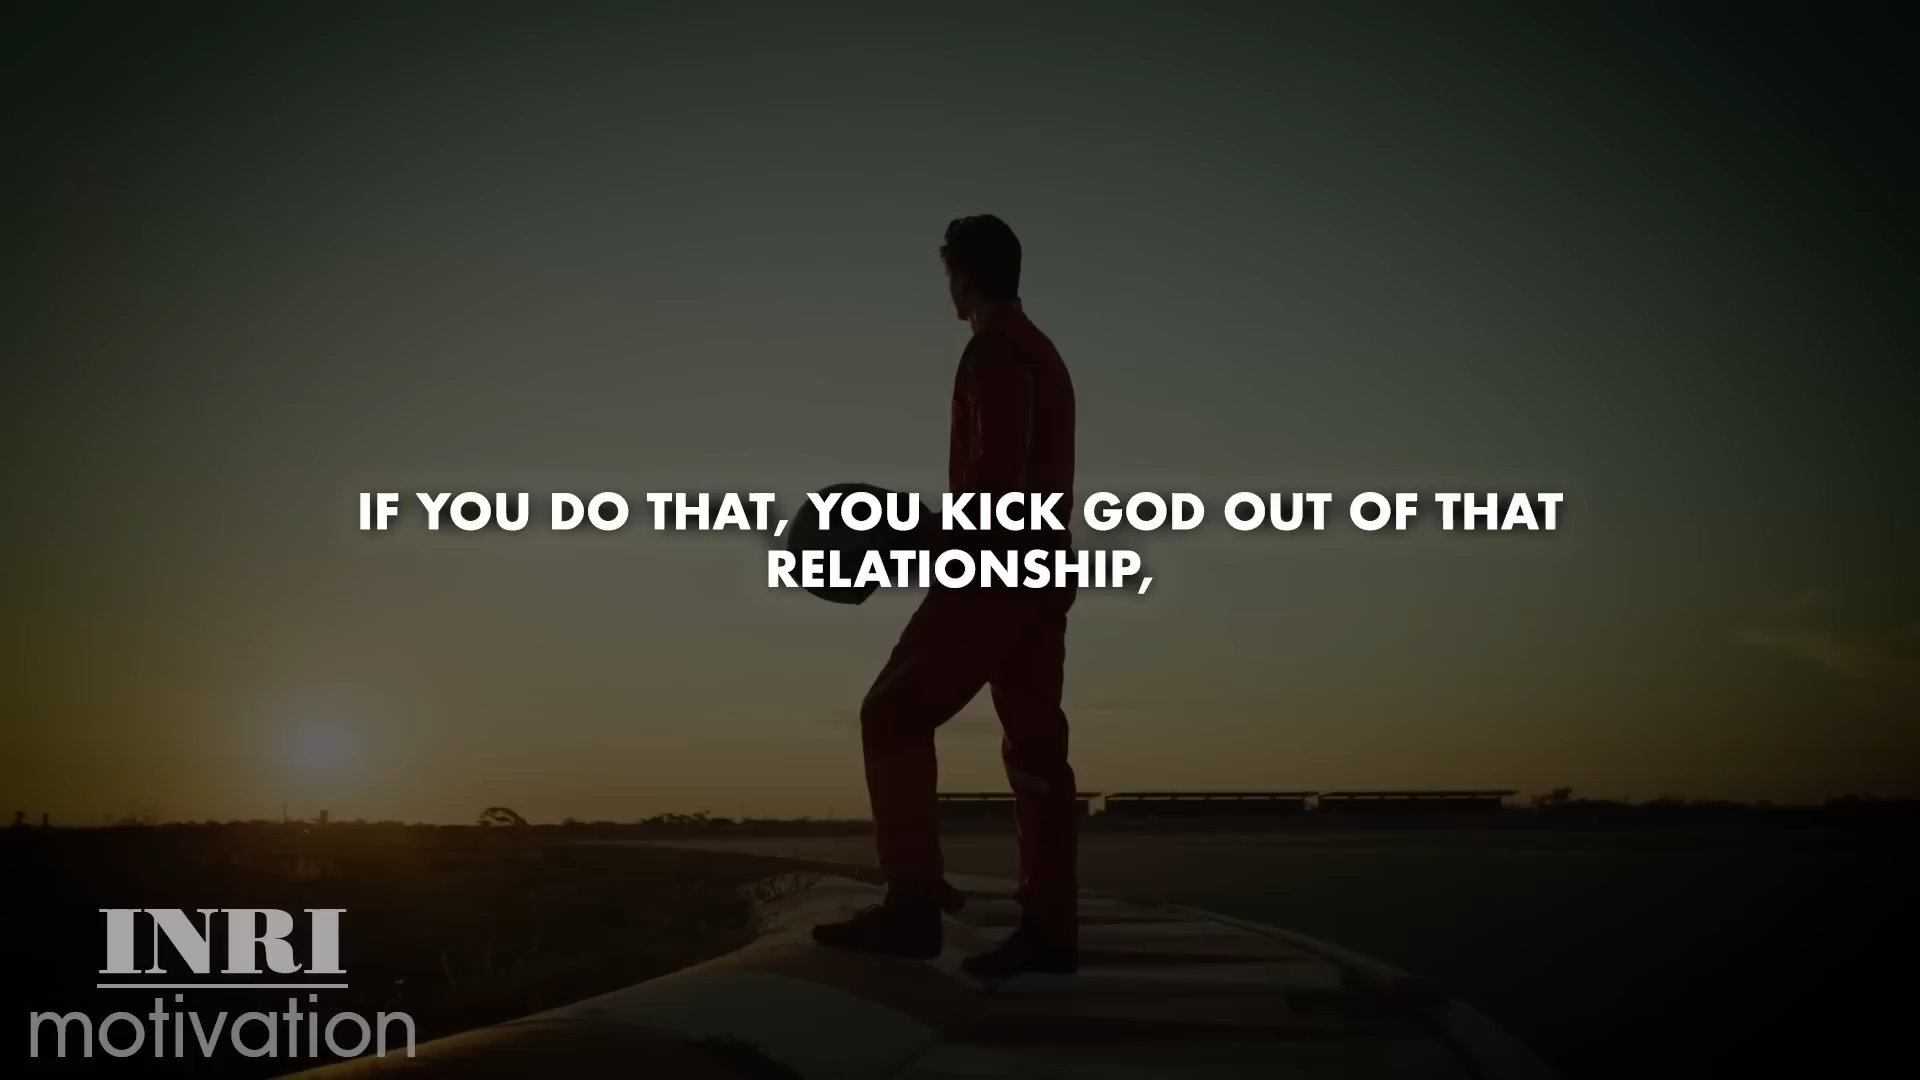 IF YOU DO THAT, YOU KICK GOD OUT OF THAT
RELATIONSHIP,
INRI
motivation